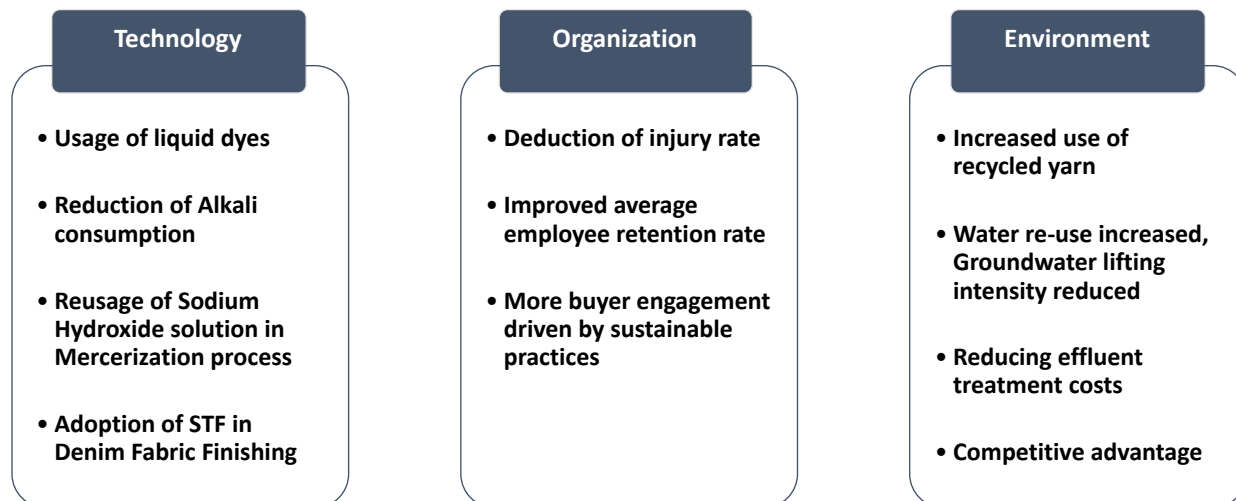 Technology
• Usage of liquid dyes
• Reduction of Alkali
consumption
• Reusage of Sodium
Hydroxide solution in
Mercerization process
• Adoption of STF in
Denim Fabric Finishing
Organization
• Deduction of injury rate
• Improved average
employee retention rate
• More buyer engagement
driven by sustainable
practices
Environment
• Increased use of
recycled yarn
• Water re-use increased,
Groundwater lifting
intensity reduced
• Reducing effluent
treatment costs
• Competitive advantage